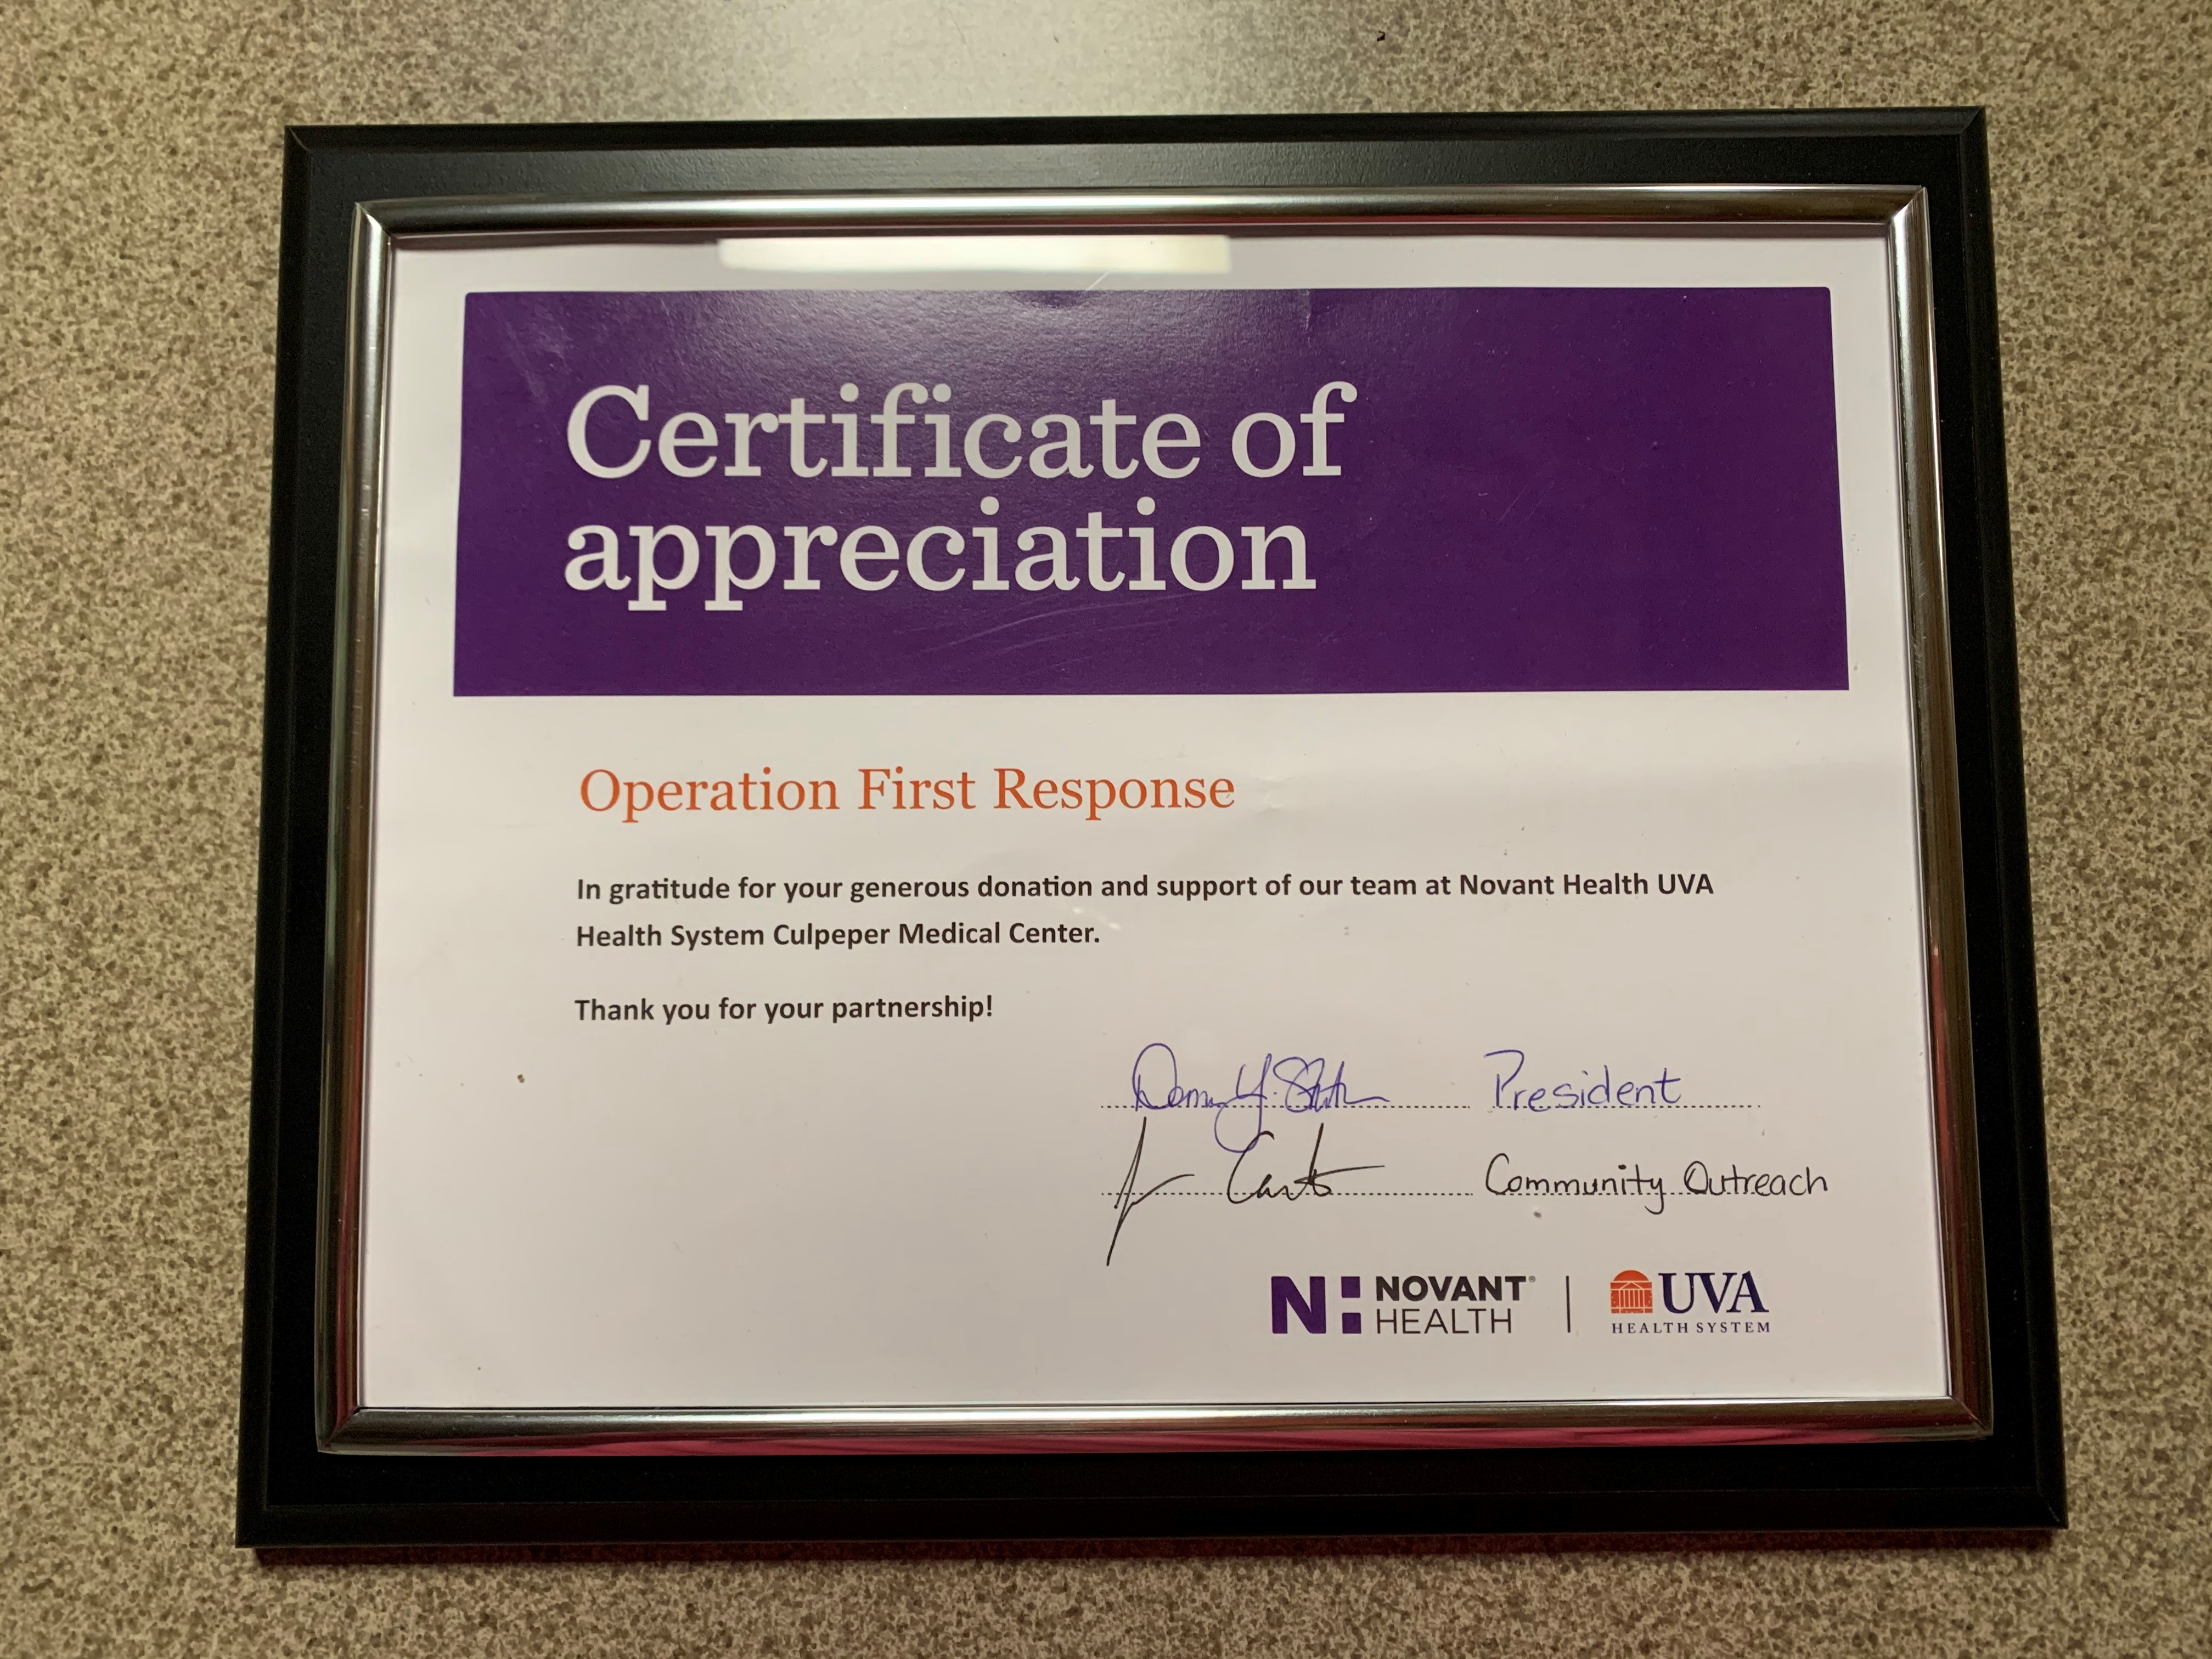 Certificate of
appreciation
Operation First Response
In gratitude for your generous donation and support of our team at Novant Health UVA
Health System Culpeper Medical Center.
Thank you for your partnership!
President
Community Outreach
N NOVANT®
HEALTH
UVA
HEALTH SYSTEM